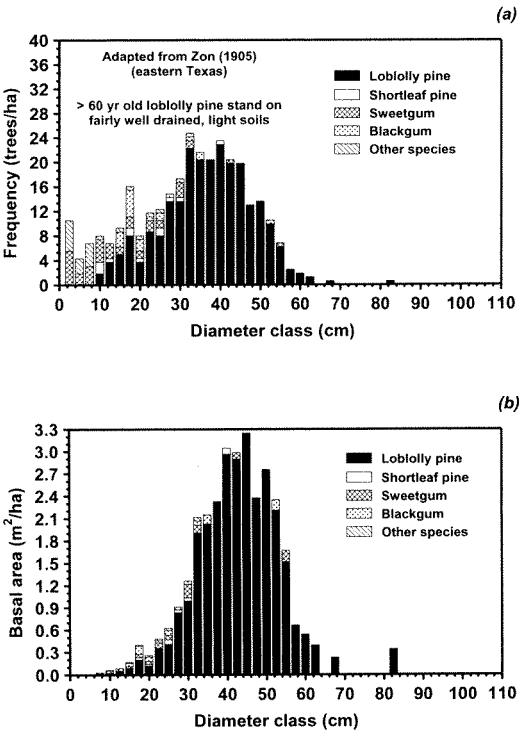 (a)
Adapted from Zon (1905)
(eastern Texas)
> 60 yr old loblolly pine stand on
fairly well drained, light soils
Loblolly pine
Shortleaf pine
Sweetgum
Blackgum
Other species
Frequency (trees/ha)
40
36
32
28
24
20
16
12
8
4
0
0 10 20 30 40 50 60 70 80 90 100 110
Diameter class (cm)
(b)
Loblolly pine
Shortleaf pine
Sweetgum
Blackgum
Other species
Basal area (m²/ha)
3.3
3.0
2.7
2.4
2.1
1.8
1.5
1.2
0.9
0.6
0.3
0.0
0 10 20 30 40 50 60 70 80 90 100 110
Diameter class (cm)